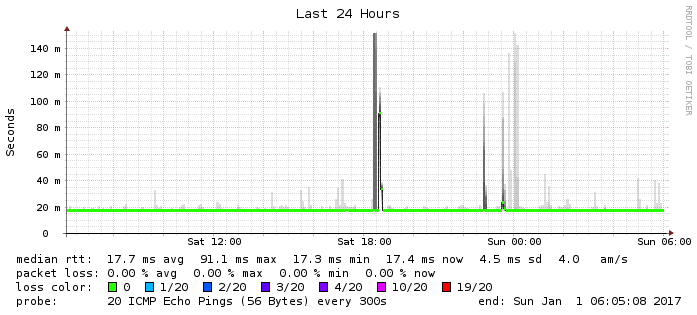 Last 24 Hours
RRDTOOL / TOBI OETIKER
Seconds
140 m
120 m
100 m
80 m
60 m
40 m
20 m
0
Sat 12:00 Sat 18:00 Sun 00:00 Sun 06:00
median rtt: 17.7 ms avg 91.1 ms max 17.3 ms min 17.4 ms now 4.5 ms sd 4.0 am/s
packet loss: 0.00 % avg 0.00 % max 0.00 % min 0.00 % now
loss color: 0 1/20 2/20 3/20 4/20 10/20 19/20
probe: 20 ICMP Echo Pings (56 Bytes) every 300s end: Sun Jan 1 06:05:08 2017